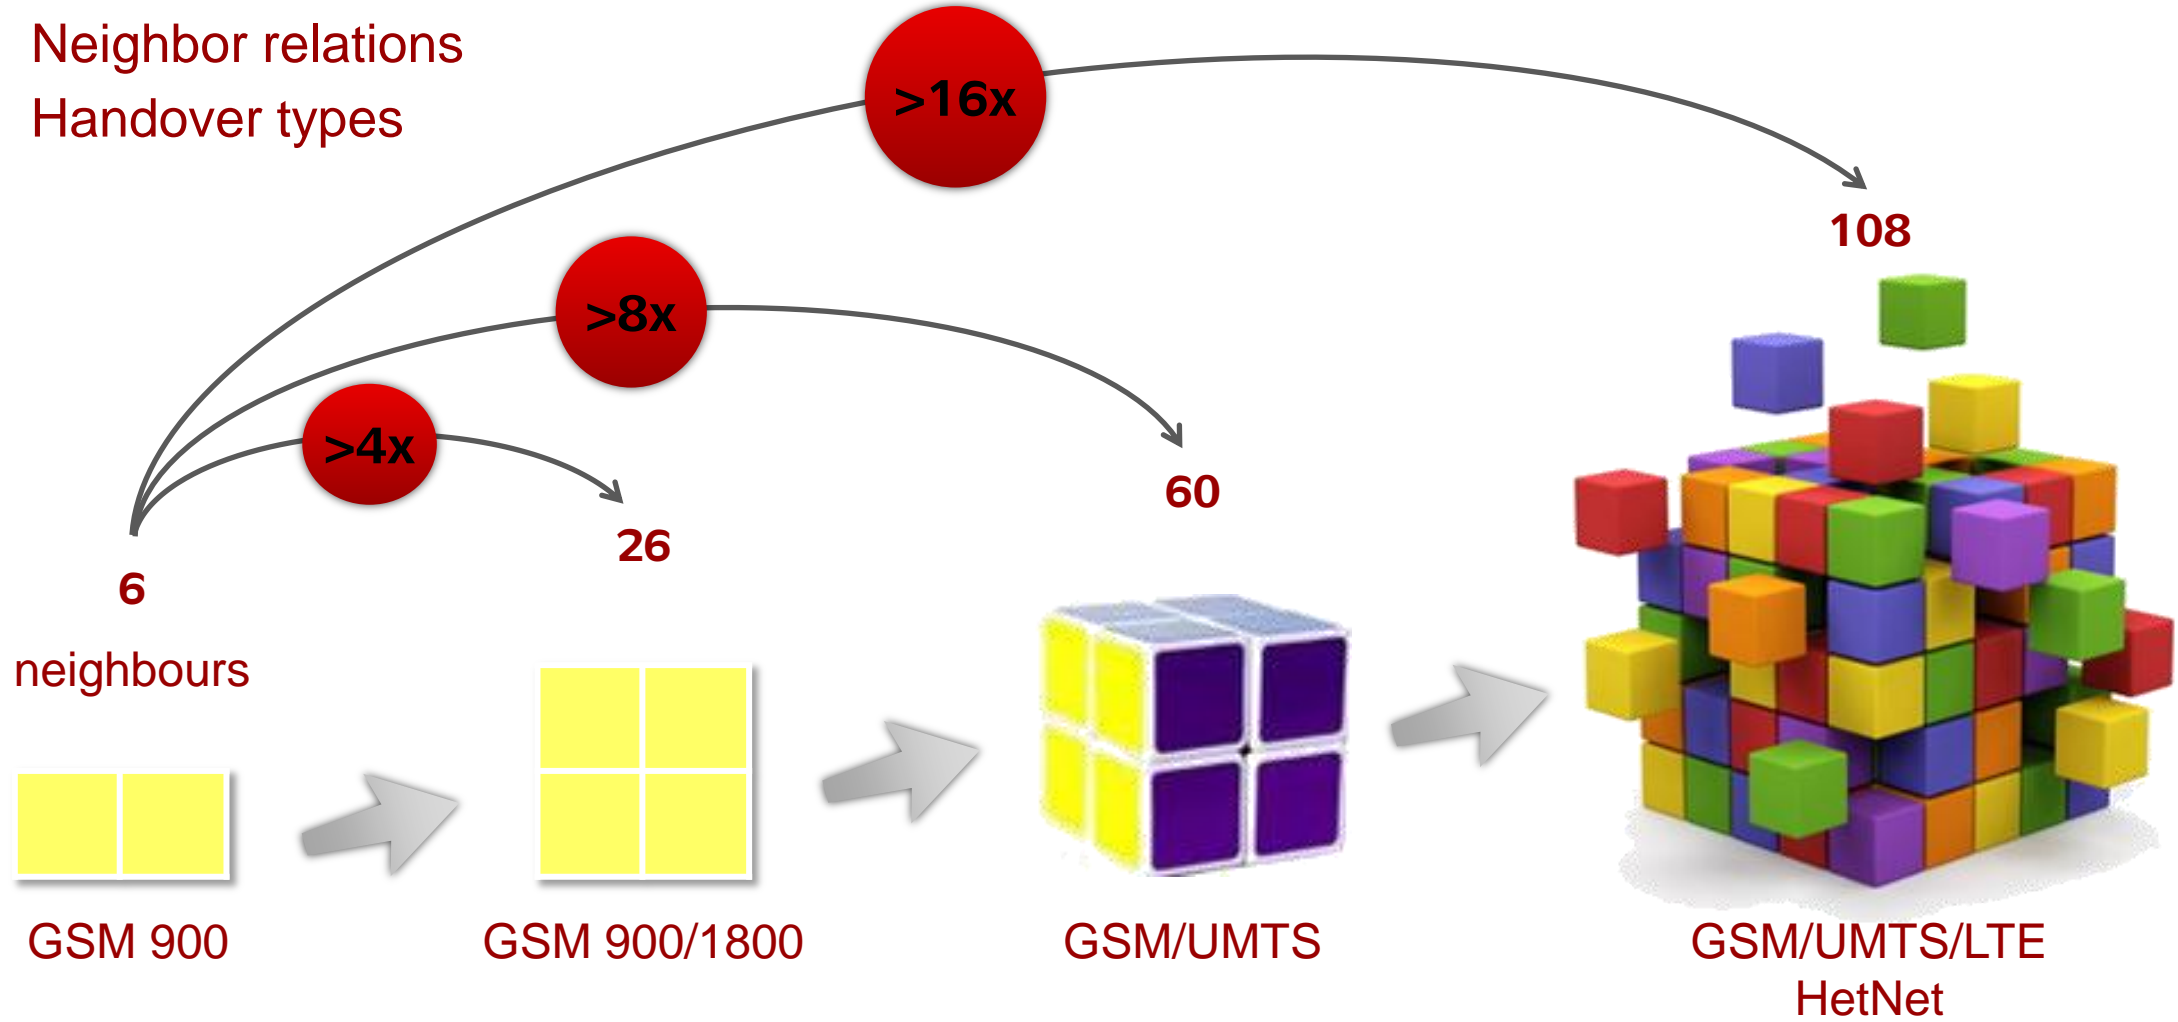 Neighbor relations
Handover types
>16x
108
>8x
>4x
60
26
6
neighbours
GSM 900
GSM 900/1800
GSM/UMTS
GSM/UMTS/LTE
HetNet